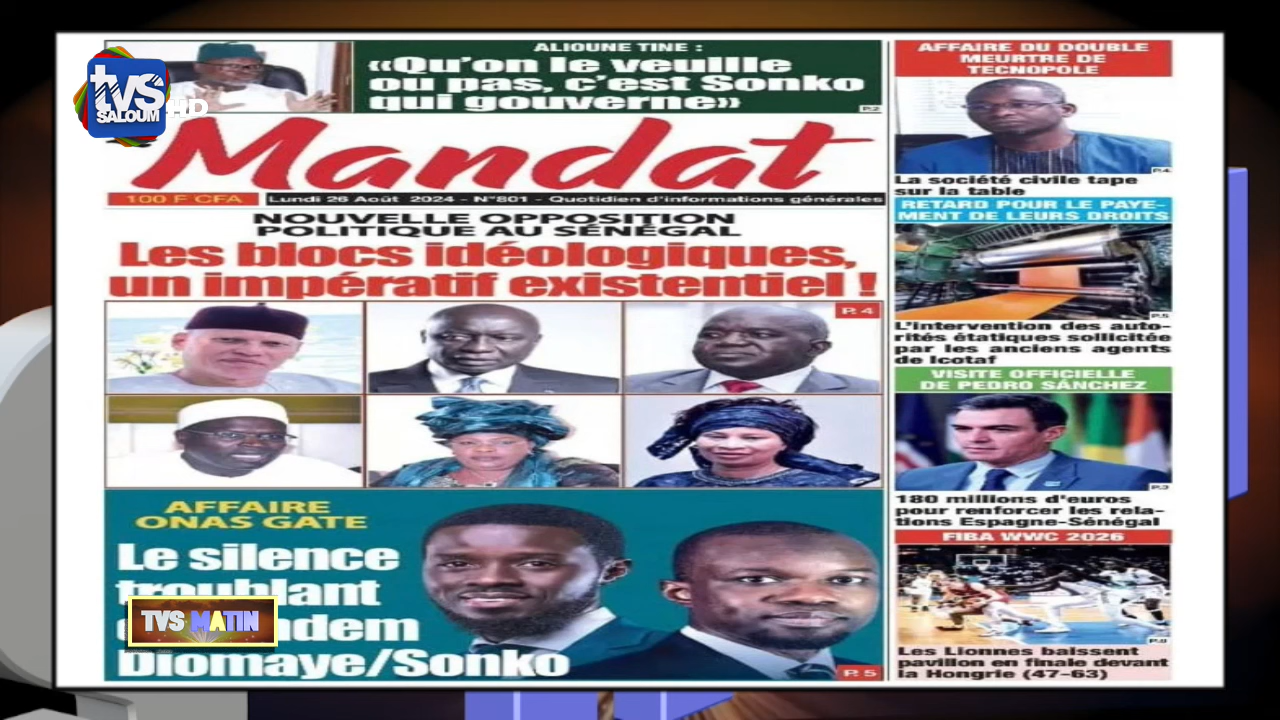 tvs
SALOUM
HD
ALIOUNE TINE :
«Qu'on le veuille
ou pas, c'est Sonko
qui gouverne»
P.2
Mandat
100 F CFA
Lundi 26 Août 2024 - N°801 - Quotidien d'informations générales
NOUVELLE OPPOSITION
POLITIQUE AU SÉNÉGAL
Les blocs idéologiques,
un impératif existentiel !
P. 4
AFFAIRE
ONAS GATE
Le silence
troublant
Diomaye/Sonko
P. 5
TVS MATIN
AFFAIRE DU DOUBLE
MEURTRE DE
TECNOPOLE
P.4
La société civile tape
sur la table
RETARD POUR LE PAYE-
MENT DE LEURS DROITS
P.5
L'intervention des auto-
rités étatiques sollicitée
par les anciens agents
de Icotaf
VISITE OFFICIELLE
DE PEDRO SÁNCHEZ
P.3
180 millions d'euros
pour renforcer les rela-
tions Espagne-Sénégal
FIBA WWC 2026
Les Lionnes baissent
pavillon en finale devant
la Hongrie (47-63)